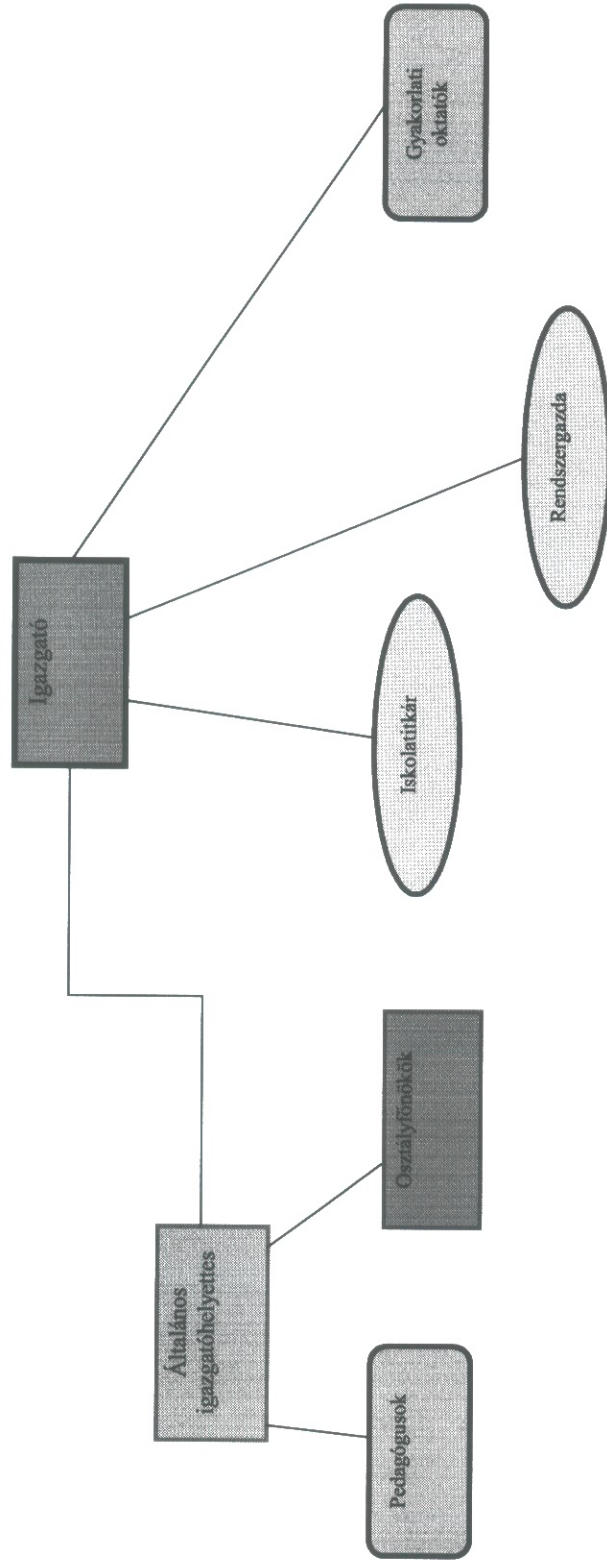 Igazgató
Általános
igazgatóhelyettes
Pedagógusok
Osztályfőnökök
Iskolatitkár
Rendszergazda
Gyakorlati
oktatók